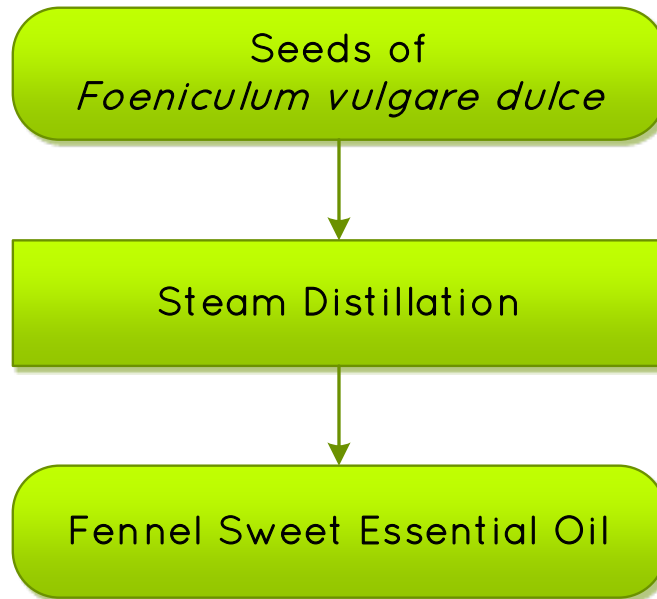 Seeds of
Foeniculum vulgare dulce
Steam Distillation
Fennel Sweet Essential Oil